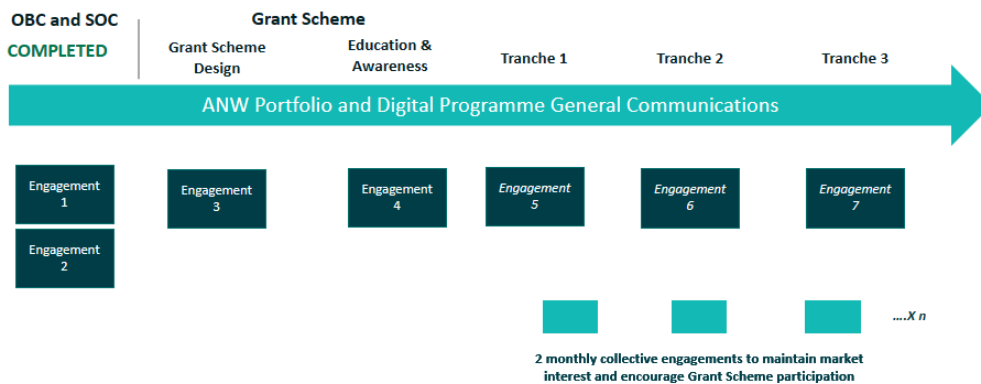 OBC and SOC
COMPLETED
Grant Scheme
Grant Scheme
Design
Education &
Awareness
Tranche 1
Tranche 2
Tranche 3
ANW Portfolio and Digital Programme General Communications
Engagement
1
Engagement
2
Engagement
3
Engagement
4
Engagement
5
Engagement
6
Engagement
7
....X n
2 monthly collective engagements to maintain market
interest and encourage Grant Scheme participation